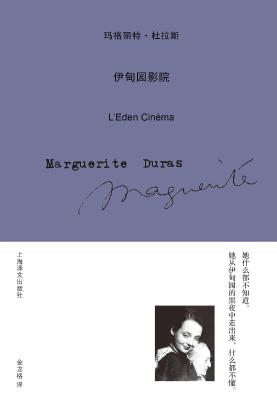 玛格丽特·杜拉斯
伊甸园影院
L'Eden Cinéma
Marguerite Duras
Marguerite
她什么都不知道。
她从伊甸园的黑夜中走出来，什么都不懂。
上海译文出版社
金龙格 译